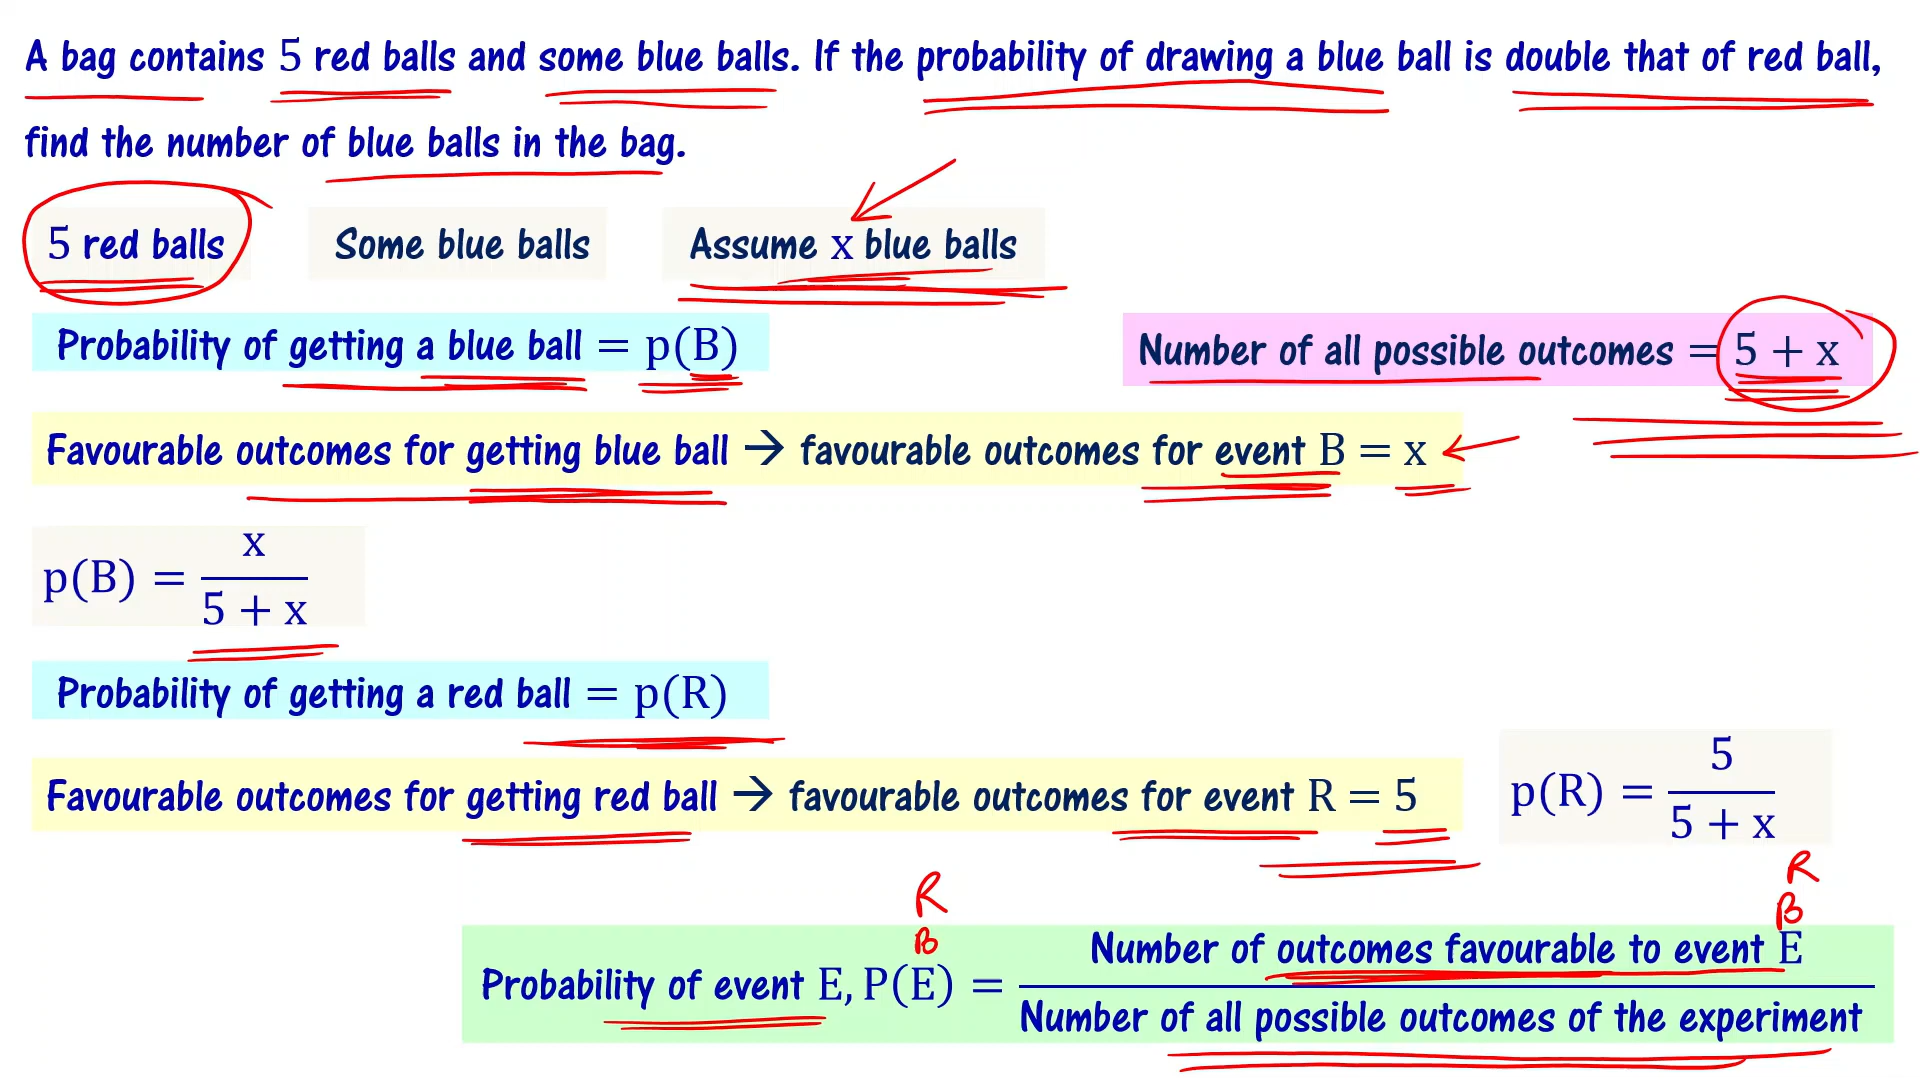 A bag contains 5 red balls and some blue balls. If the probability of drawing a blue ball is double that of red ball,
find the number of blue balls in the bag.
5 red balls
Some blue balls
Assume x blue balls
Probability of getting a blue ball = p(B)
Number of all possible outcomes = 5 + x
Favourable outcomes for getting blue ball → favourable outcomes for event B = x
x
p(B) =
5 + x
Probability of getting a red ball = p(R)
Favourable outcomes for getting red ball → favourable outcomes for event R = 5
5
p(R) =
5 + x
R
B
R
B
Number of outcomes favourable to event E
Probability of event E, P(E) =
Number of all possible outcomes of the experiment